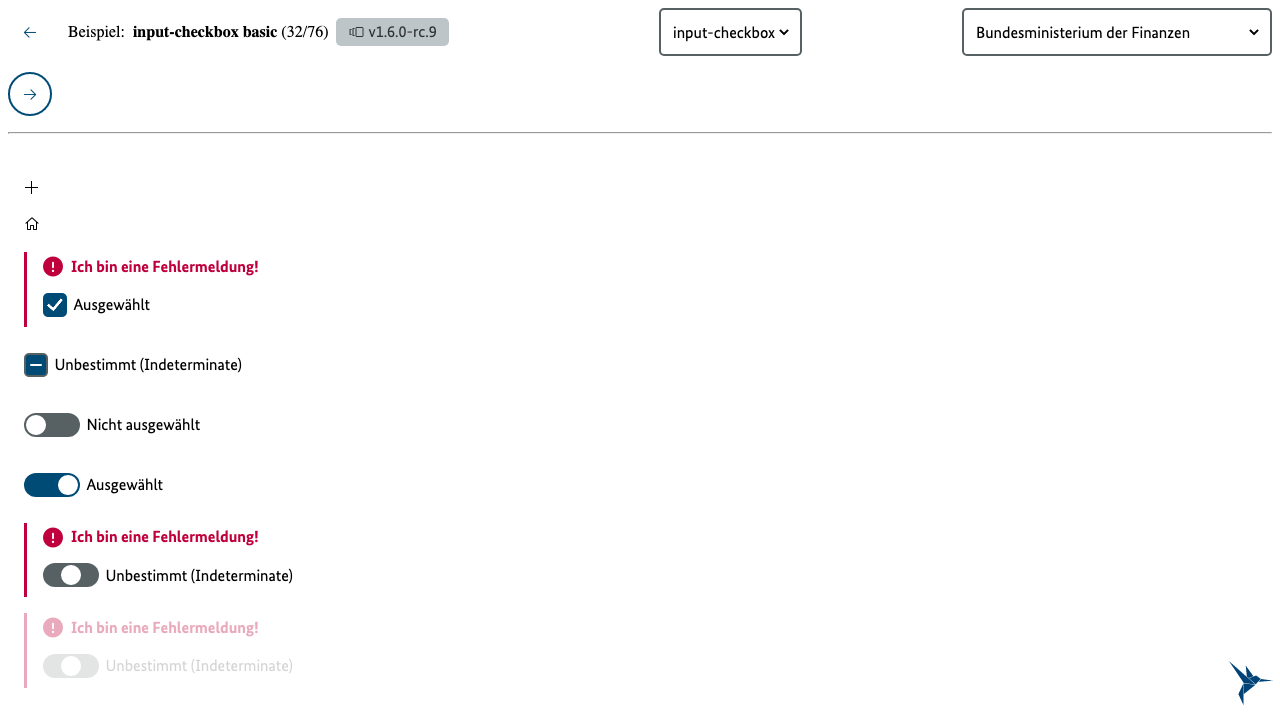 Beispiel: input-checkbox basic (32/76) v1.6.0-rc.9 input-checkbox Bundesministerium der Finanzen
Ich bin eine Fehlermeldung!
Ausgewählt
Unbestimmt (Indeterminate)
Nicht ausgewählt
Ausgewählt
Ich bin eine Fehlermeldung!
Unbestimmt (Indeterminate)
Ich bin eine Fehlermeldung!
Unbestimmt (Indeterminate)